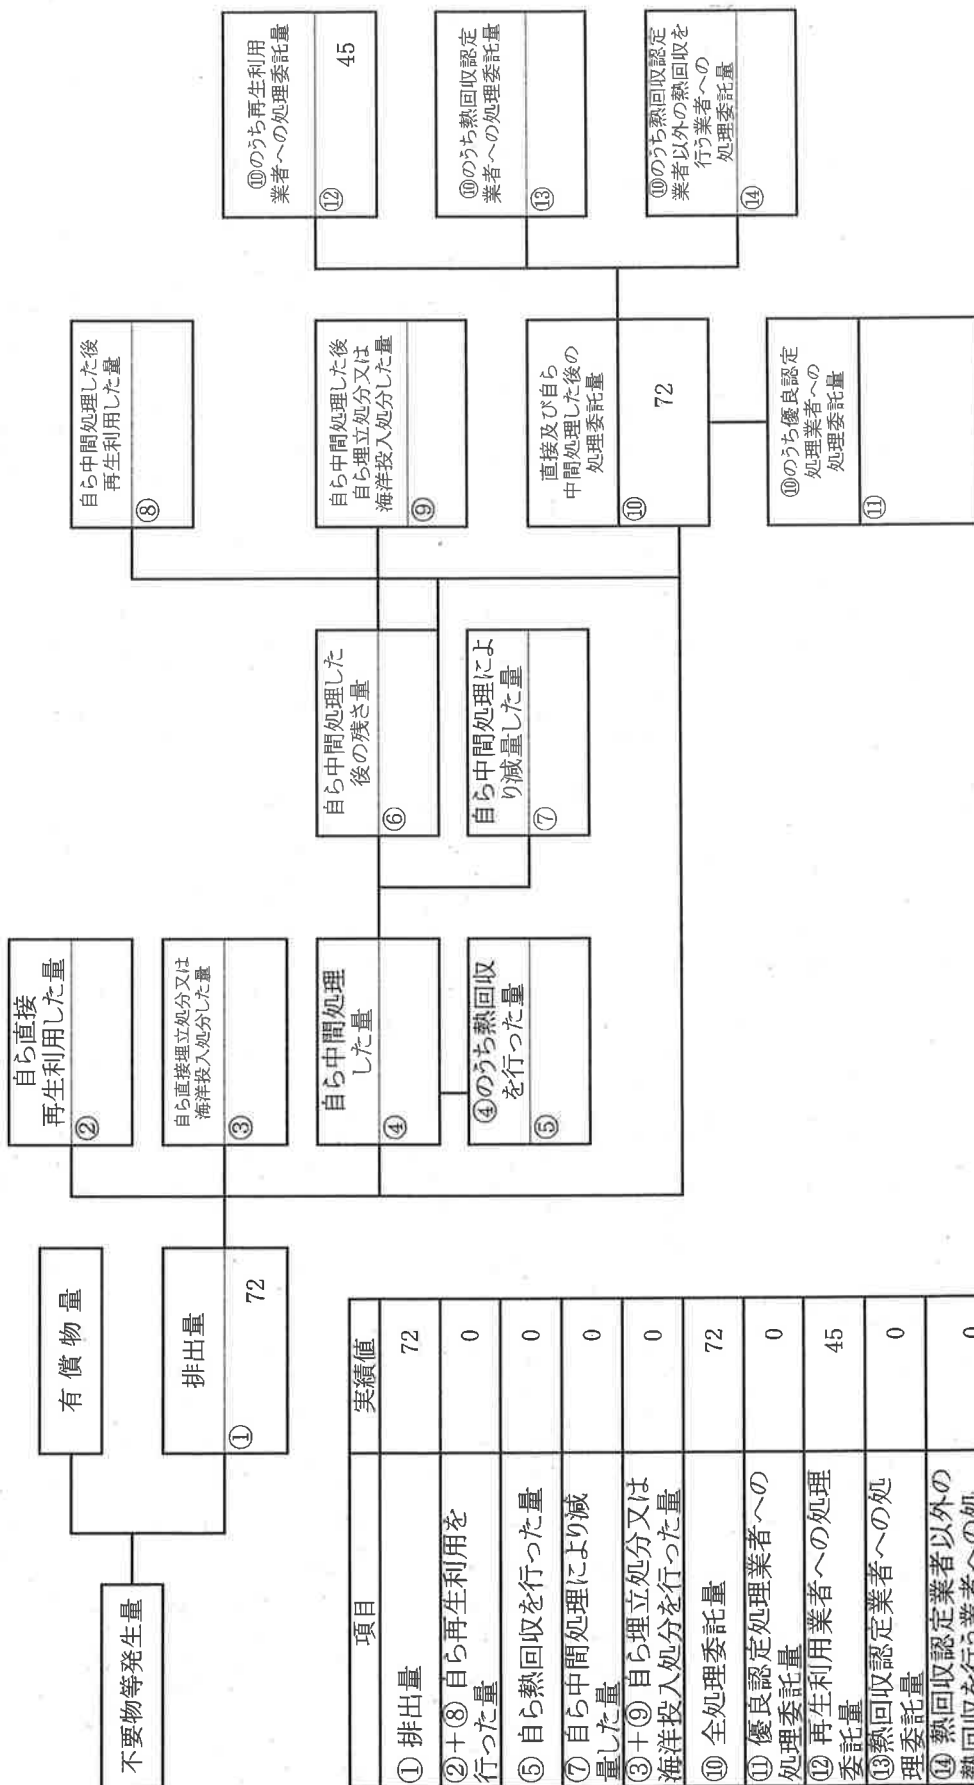 不要物等発生量
有償物量
排出量
①
72
自ら直接
再生利用した量
②
自ら直接埋立処分又は
海洋投入処分した量
③
自ら中間処理
した量
④
④のうち熱回収
を行った量
⑤
自ら中間処理した
後の残さ量
⑥
自ら中間処理によ
り減量した量
⑦
自ら中間処理した後
再生利用した量
⑧
自ら中間処理した後
自ら埋立処分又は
海洋投入処分した量
⑨
直接及び自ら
中間処理した後の
処理委託量
⑩
72
⑩のうち優良認定
処理業者への
処理委託量
⑪
⑩のうち再生利用
業者への処理委託量
⑫
45
⑩のうち熱回収認定
業者への処理委託量
⑬
⑩のうち熱回収認定
業者以外の熱回収を
行う業者への
処理委託量
⑭
項目 実績値
① 排出量 72
②+⑧ 自ら再生利用を
行った量 0
⑤ 自ら熱回収を行った量 0
⑦ 自ら中間処理により減
量した量 0
③+⑨ 自ら埋立処分又は
海洋投入処分を行った量 0
⑩ 全処理委託量 72
⑪ 優良認定処理業者への
処理委託量 0
⑫ 再生利用業者への処理
委託量 45
⑬熱回収認定業者への処
理委託量 0
⑭ 熱回収認定業者以外の
熱回収を行う業者への処 0